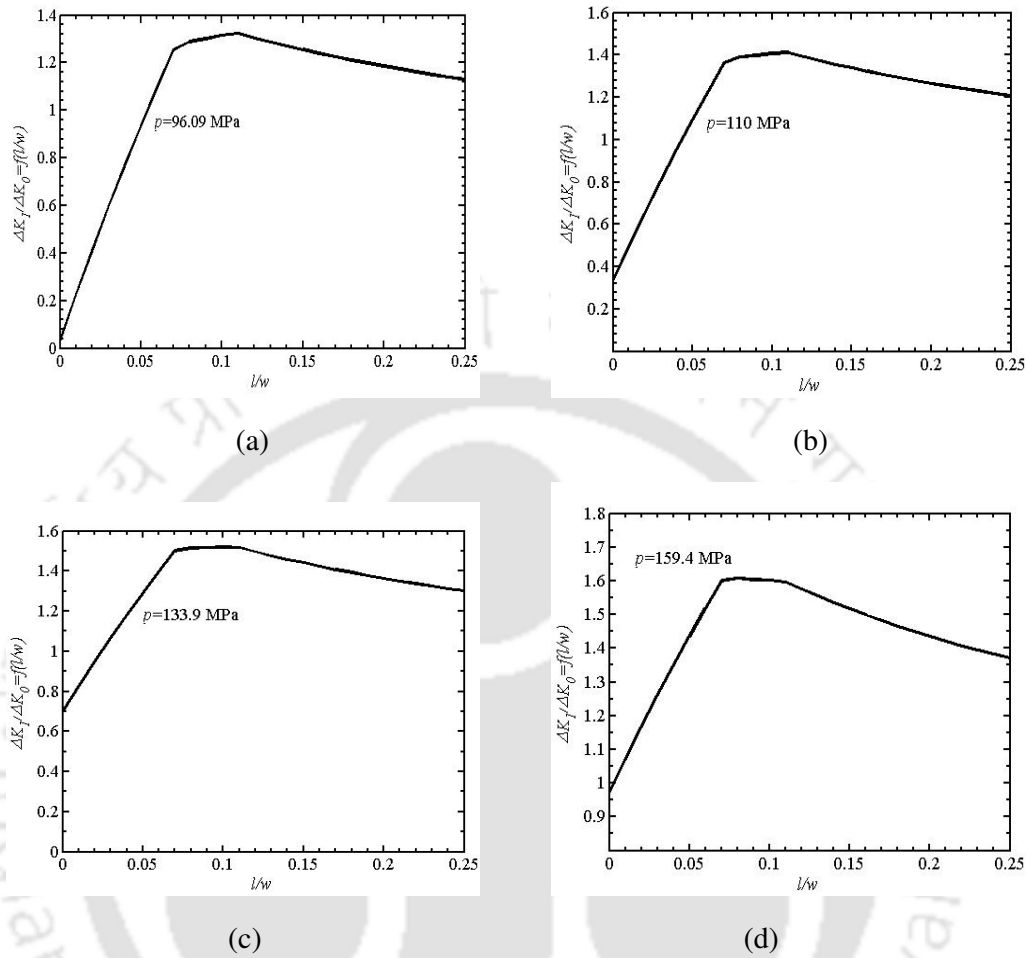 1.4
1.2
1
0.8
0.6
0.4
0.2
0
ΔK_I/ΔK_0=f(l/w)
p=96.09 MPa
0 0.05 0.1 0.15 0.2 0.25
l/w
(a)
1.6
1.4
1.2
1
0.8
0.6
0.4
0.2
ΔK_I/ΔK_0=f(l/w)
p=110 MPa
0 0.05 0.1 0.15 0.2 0.25
l/w
(b)
1.6
1.4
1.2
1
0.8
0.6
0.4
0.2
0
ΔK_I/ΔK_0=f(l/w)
p=133.9 MPa
0 0.05 0.1 0.15 0.2 0.25
l/w
(c)
1.8
1.7
1.6
1.5
1.4
1.3
1.2
1.1
1
0.9
ΔK_I/ΔK_0=f(l/w)
p=159.4 MPa
0 0.05 0.1 0.15 0.2 0.25
l/w
(d)